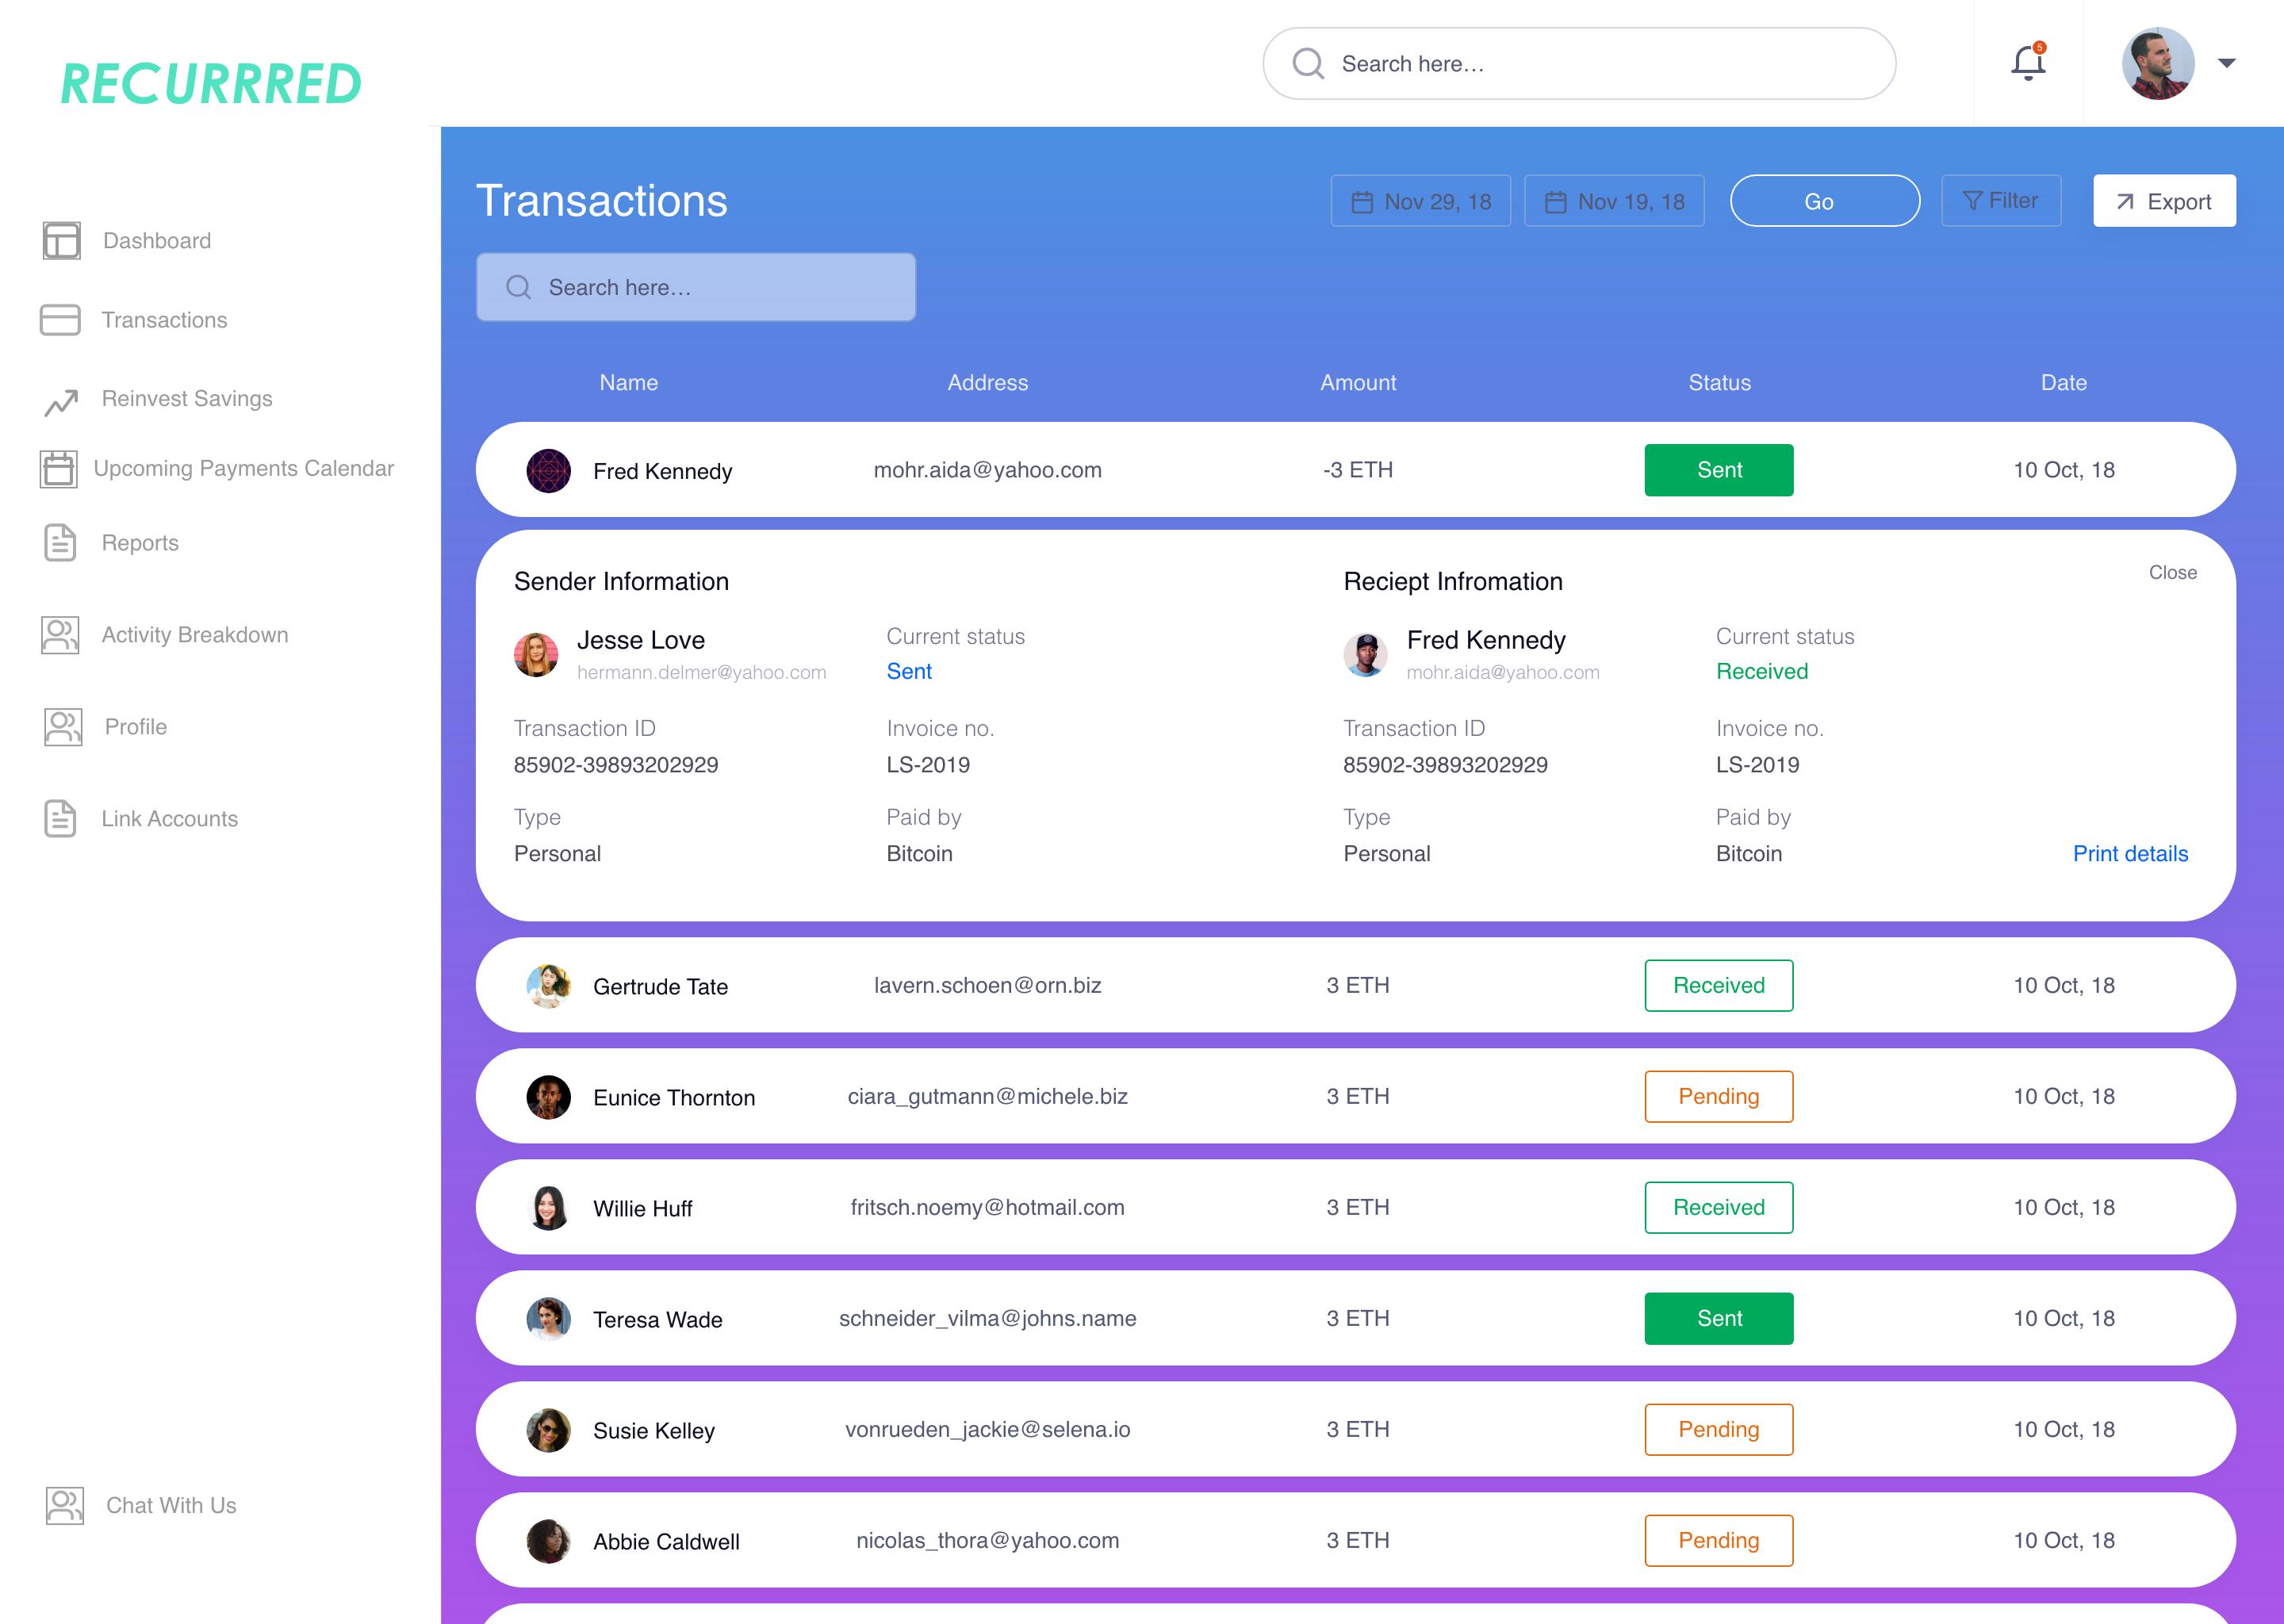 RECURRRED
Search here...
5
Dashboard
Transactions
Reinvest Savings
Upcoming Payments Calendar
Reports
Activity Breakdown
Profile
Link Accounts
Chat With Us
Transactions
Nov 29, 18
Nov 19, 18
Go
Filter
Export
Search here...
Name Address Amount Status Date
Fred Kennedy mohr.aida@yahoo.com -3 ETH Sent 10 Oct, 18
Sender Information
Jesse Love
hermann.delmer@yahoo.com
Current status
Sent
Transaction ID
85902-39893202929
Invoice no.
LS-2019
Type
Personal
Paid by
Bitcoin
Reciept Infromation
Close
Fred Kennedy
mohr.aida@yahoo.com
Current status
Received
Transaction ID
85902-39893202929
Invoice no.
LS-2019
Type
Personal
Paid by
Bitcoin
Print details
Gertrude Tate lavern.schoen@orn.biz 3 ETH Received 10 Oct, 18
Eunice Thornton ciara_gutmann@michele.biz 3 ETH Pending 10 Oct, 18
Willie Huff fritsch.noemy@hotmail.com 3 ETH Received 10 Oct, 18
Teresa Wade schneider_vilma@johns.name 3 ETH Sent 10 Oct, 18
Susie Kelley vonrueden_jackie@selena.io 3 ETH Pending 10 Oct, 18
Abbie Caldwell nicolas_thora@yahoo.com 3 ETH Pending 10 Oct, 18